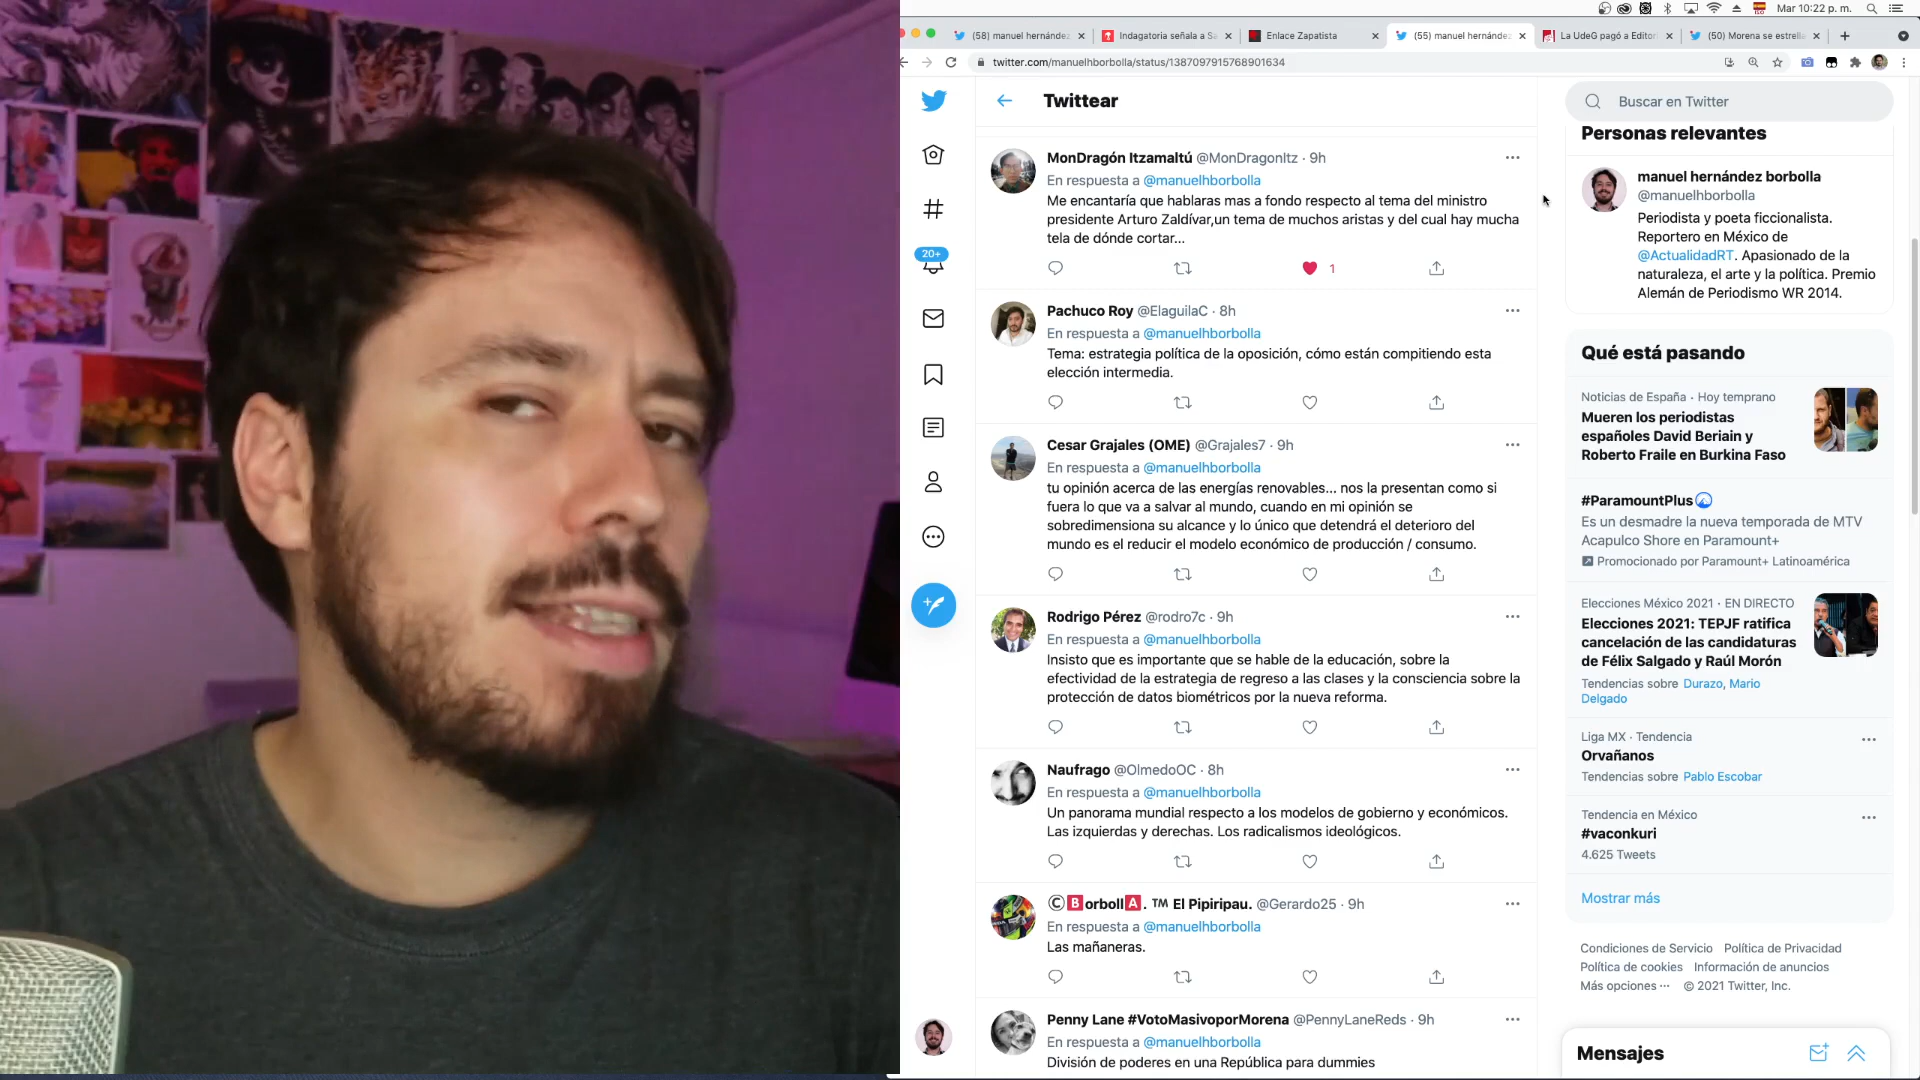 Mar 10:22 p. m.
(58) manuel hernández
Indagatoria señala a Sa
Enlace Zapatista
(55) manuel hernández
La UdeG pagó a Editori
(50) Morena se estrella
twitter.com/manuelhborbolla/status/1387097915768901634
20+
Twittear
MonDragón Itzamaltú @MonDragonItz · 9h
En respuesta a @manuelhborbolla
Me encantaría que hablaras mas a fondo respecto al tema del ministro
presidente Arturo Zaldívar,un tema de muchos aristas y del cual hay mucha
tela de dónde cortar...
1
Pachuco Roy @ElaguilaC · 8h
En respuesta a @manuelhborbolla
Tema: estrategia política de la oposición, cómo están compitiendo esta
elección intermedia.
Cesar Grajales (OME) @Grajales7 · 9h
En respuesta a @manuelhborbolla
tu opinión acerca de las energías renovables... nos la presentan como si
fuera lo que va a salvar al mundo, cuando en mi opinión se
sobredimensiona su alcance y lo único que detendrá el deterioro del
mundo es el reducir el modelo económico de producción / consumo.
Rodrigo Pérez @rodro7c · 9h
En respuesta a @manuelhborbolla
Insisto que es importante que se hable de la educación, sobre la
efectividad de la estrategia de regreso a las clases y la consciencia sobre la
protección de datos biométricos por la nueva reforma.
Naufrago @OlmedoOC · 8h
En respuesta a @manuelhborbolla
Un panorama mundial respecto a los modelos de gobierno y económicos.
Las izquierdas y derechas. Los radicalismos ideológicos.
©🅱orboll🅰. ™ El Pipiripau. @Gerardo25 · 9h
En respuesta a @manuelhborbolla
Las mañaneras.
Penny Lane #VotoMasivoporMorena @PennyLaneReds · 9h
En respuesta a @manuelhborbolla
División de poderes en una República para dummies
Buscar en Twitter
Personas relevantes
manuel hernández borbolla
@manuelhborbolla
Periodista y poeta ficcionalista.
Reportero en México de
@ActualidadRT. Apasionado de la
naturaleza, el arte y la política. Premio
Alemán de Periodismo WR 2014.
Qué está pasando
Noticias de España · Hoy temprano
Mueren los periodistas
españoles David Beriain y
Roberto Fraile en Burkina Faso
#ParamountPlus
Es un desmadre la nueva temporada de MTV
Acapulco Shore en Paramount+
Promocionado por Paramount+ Latinoamérica
Elecciones México 2021 · EN DIRECTO
Elecciones 2021: TEPJF ratifica
cancelación de las candidaturas
de Félix Salgado y Raúl Morón
Tendencias sobre Durazo, Mario
Delgado
Liga MX · Tendencia
Orvañanos
Tendencias sobre Pablo Escobar
Tendencia en México
#vaconkuri
4.625 Tweets
Mostrar más
Condiciones de Servicio Política de Privacidad
Política de cookies Información de anuncios
Más opciones ··· © 2021 Twitter, Inc.
Mensajes